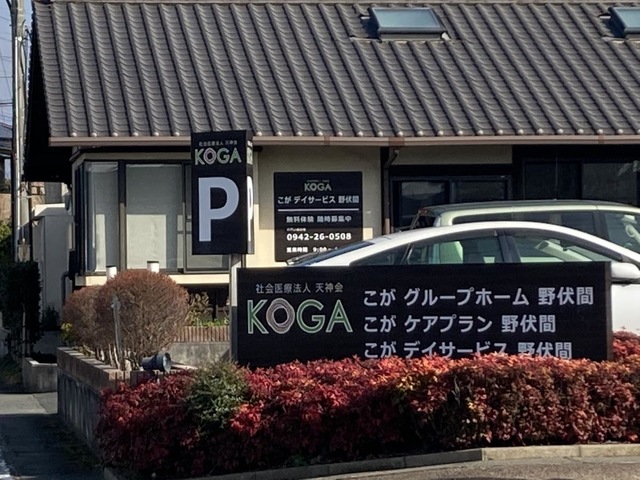 社会医療法人 天神会
KOGA
P
KOGA
こが デイサービス 野伏間
無料体験 随時募集中
0942-26-0508
営業時間
社会医療法人 天神会
KOGA
こが グループホーム 野伏間
こが ケアプラン 野伏間
こが デイサービス 野伏間